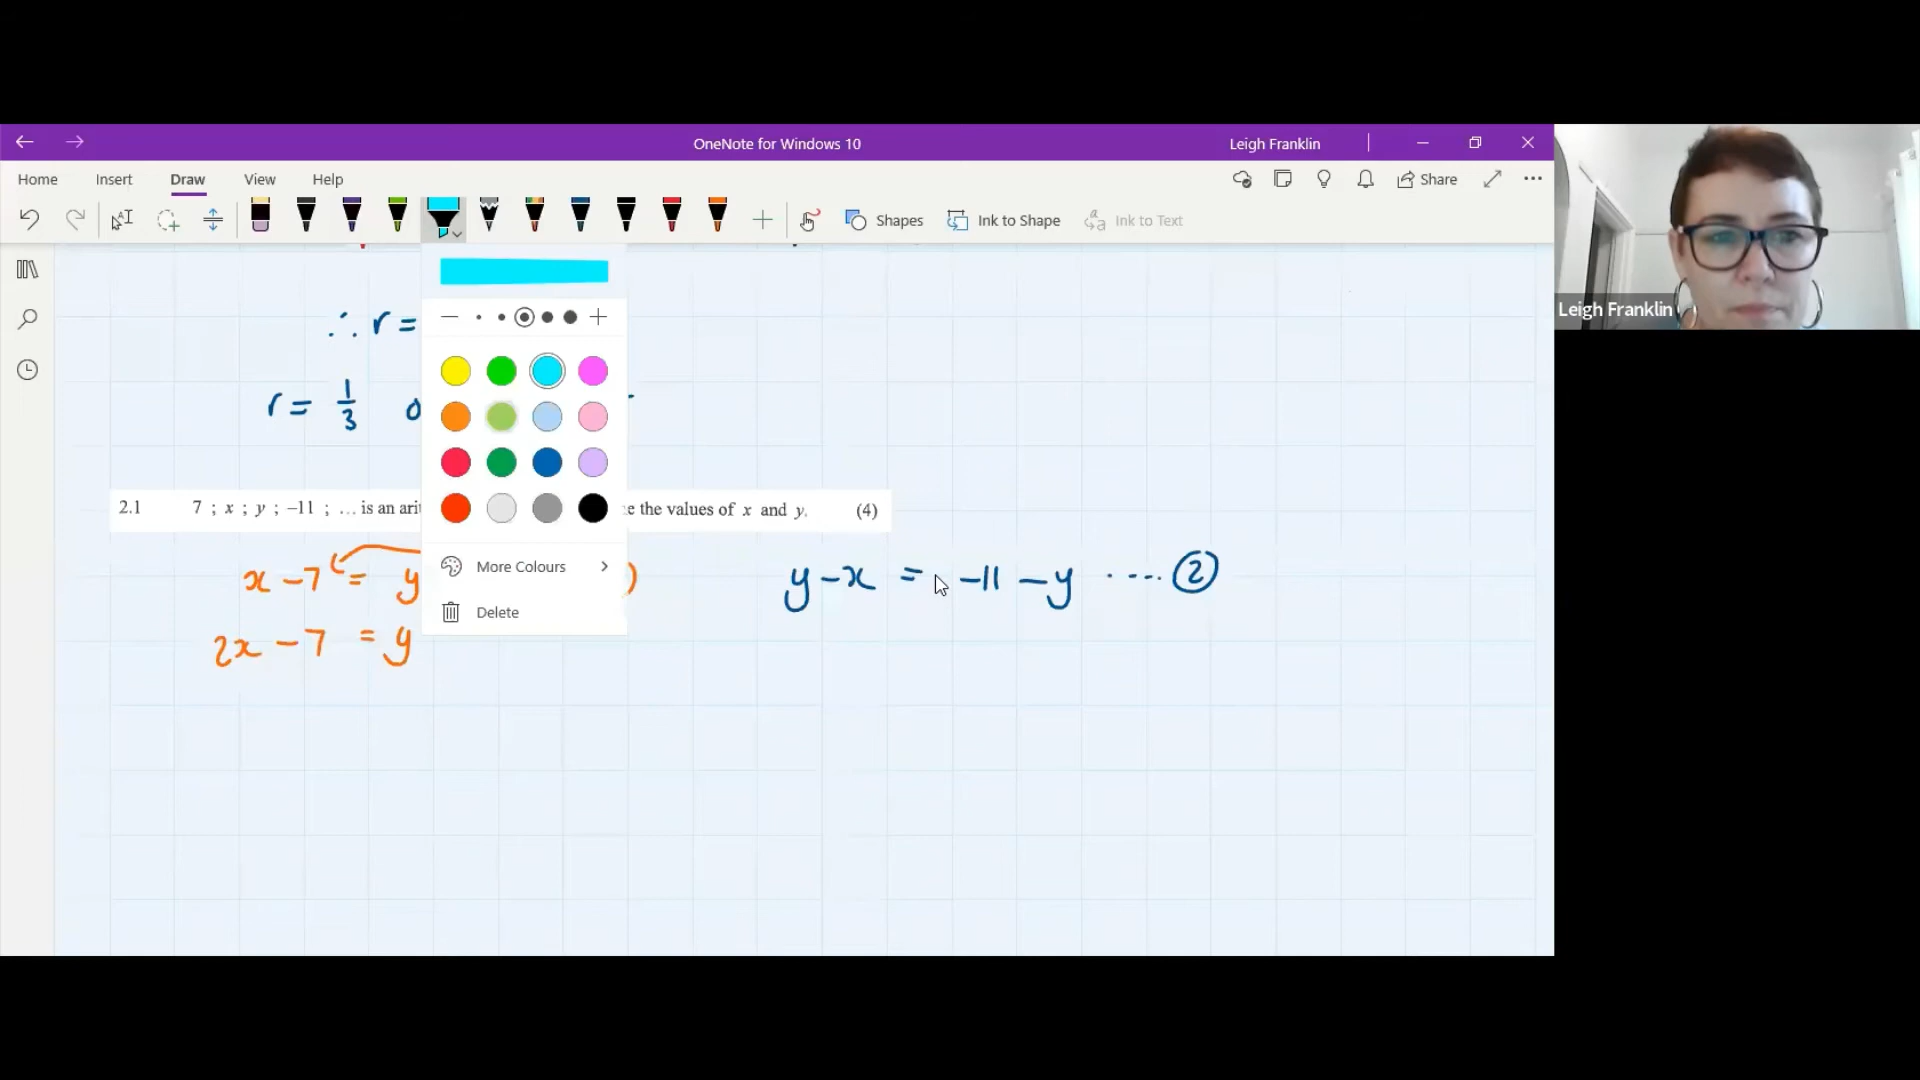 OneNote for Windows 10
Leigh Franklin
Home Insert Draw View Help
Share
Shapes
Ink to Shape
Ink to Text
Leigh Franklin
∴ r =
r = 1/3
2.1 7 ; x ; y ; –11 ; … is an
the values of x and y. (4)
x – 7 = y
y – x = –11 – y ···· ②
2x – 7 = y
More Colours
Delete